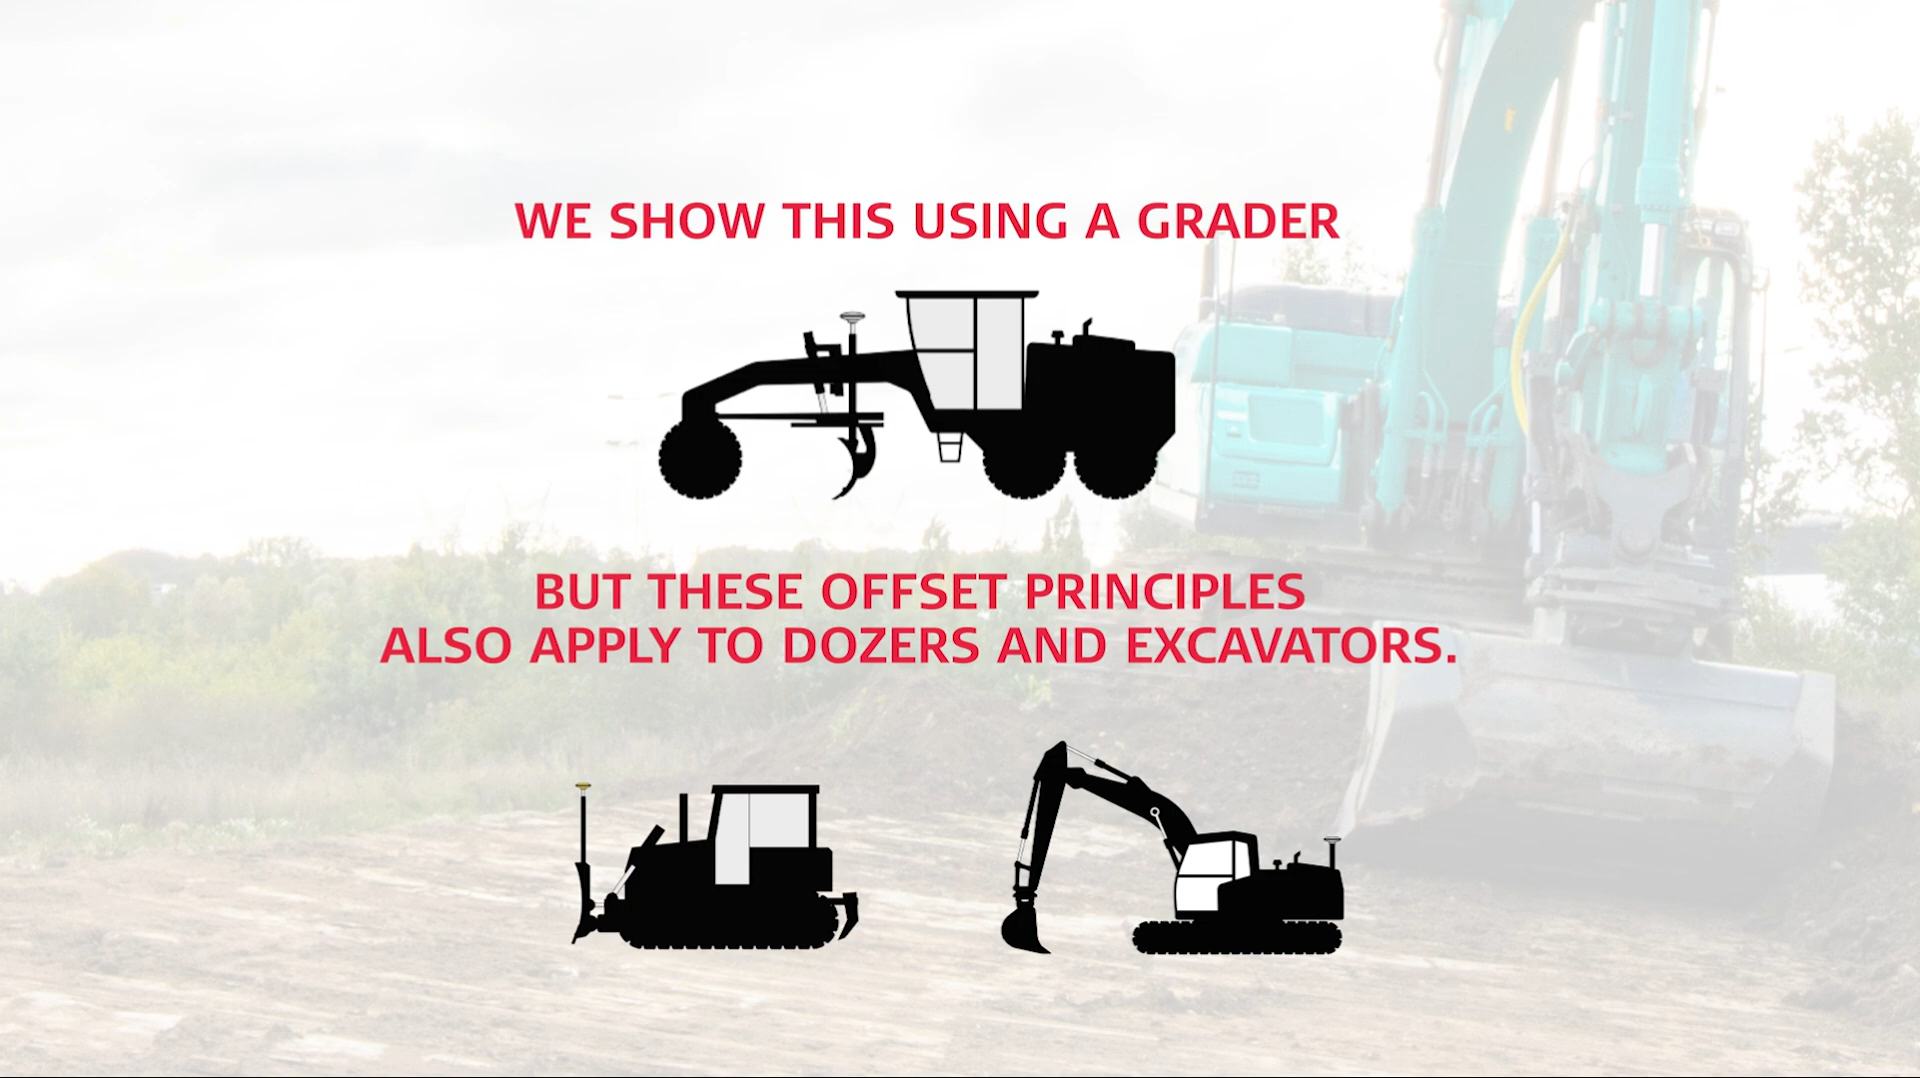 WE SHOW THIS USING A GRADER
BUT THESE OFFSET PRINCIPLES
ALSO APPLY TO DOZERS AND EXCAVATORS.